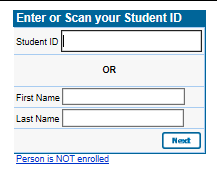 Enter or Scan your Student ID
Student ID
OR
First Name
Last Name
Next
Person is NOT enrolled